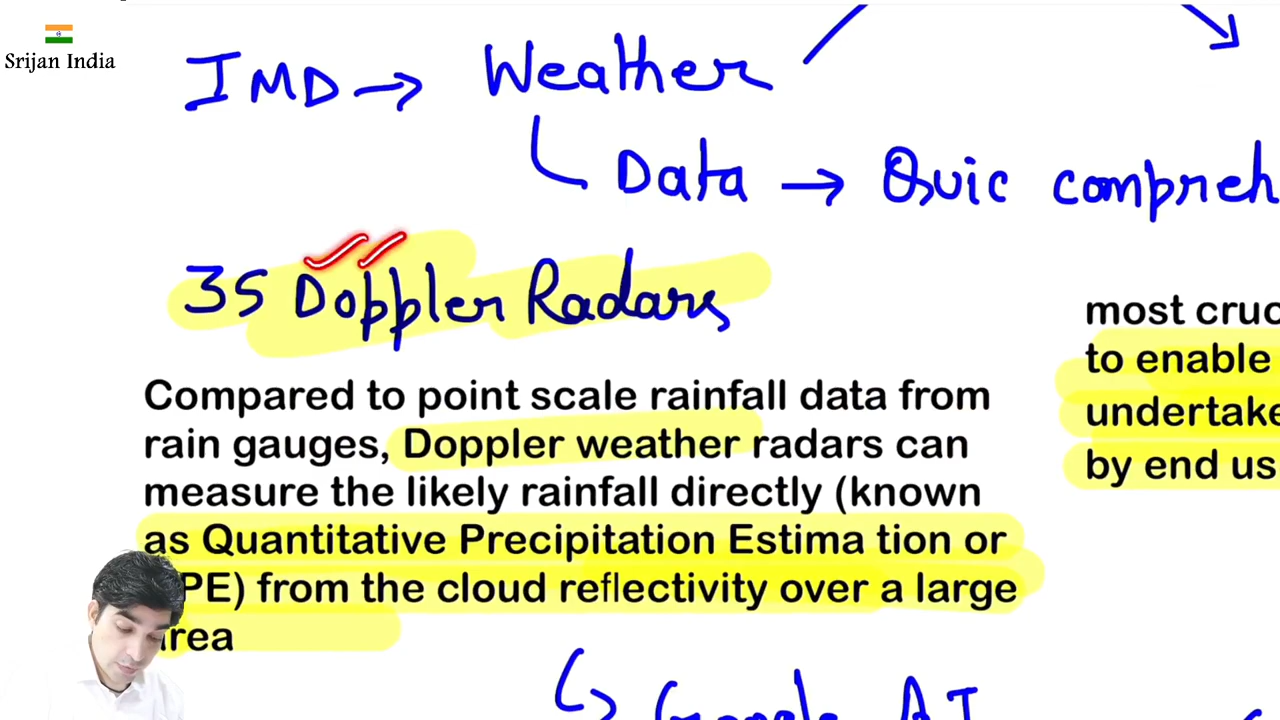 Srijan India
IMD → Weather
Data → Quic compreh
35 Doppler Radars
Compared to point scale rainfall data from
rain gauges, Doppler weather radars can
measure the likely rainfall directly (known
as Quantitative Precipitation Estima tion or
PE) from the cloud reflectivity over a large
area
most cruc
to enable
undertake
by end us
Google AI